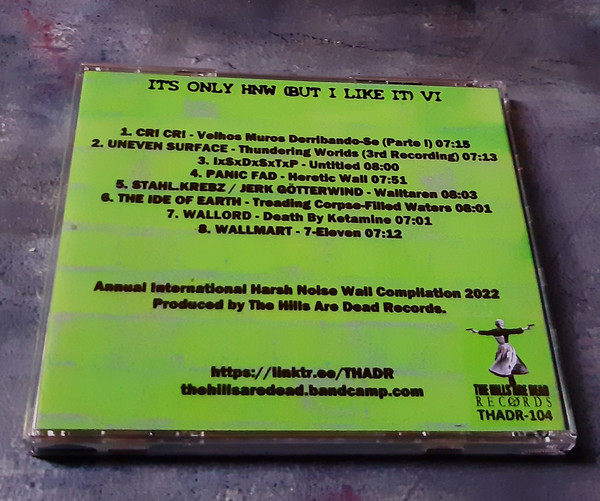 IT'S ONLY HNW (BUT I LIKE IT) VI
1. CRI CRI - Velhos Muros Derribando-Se (Parte I) 07:15
2. UNEVEN SURFACE - Thundering Worlds (3rd Recording) 07:13
3. IxSxDxSxTxP - Untitled 08:00
4. PANIC FAD - Heretic Wall 07:51
5. STAHL.KREBZ / JERK GÖTTERWIND - Walltaren 08:03
6. THE IDE OF EARTH - Treading Corpse-Filled Waters 08:01
7. WALLORD - Death By Ketamine 07:01
8. WALLMART - 7-Eleven 07:12
Annual International Harsh Noise Wall Compilation 2022
Produced by The Hills Are Dead Records.
https://linktr.ee/THADR
thehillsaredead.bandcamp.com
THE HILLS ARE DEAD
RECORDS
THADR-104